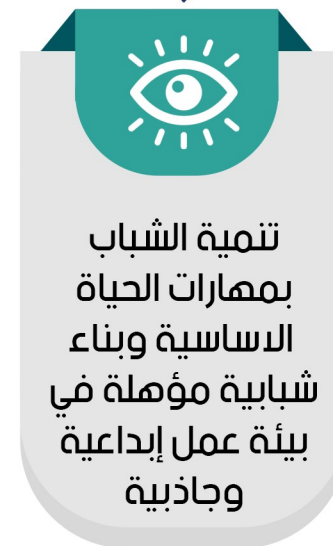 تنمية الشباب
بمهارات الحياة
الاساسية وبناء
شبابية مؤهلة في
بيئة عمل إبداعية
وجاذبية